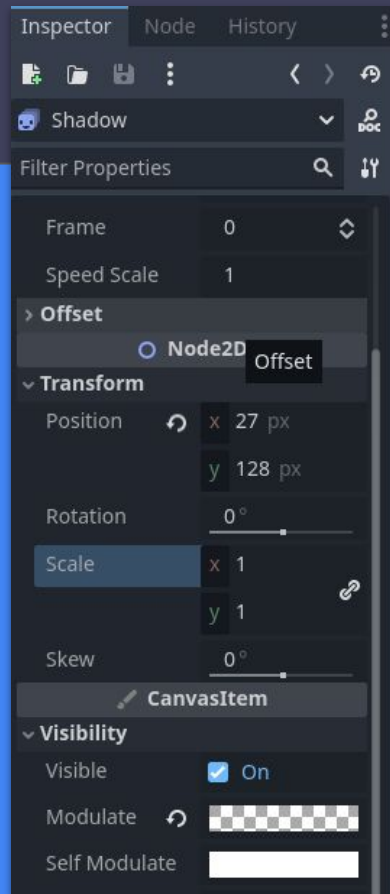 Inspector Node History
Shadow DOC
Filter Properties
Frame 0
Speed Scale 1
Offset
Node2D
Offset
Transform
Position x 27 px
y 128 px
Rotation 0°
Scale x 1
y 1
Skew 0°
CanvasItem
Visibility
Visible On
Modulate
Self Modulate